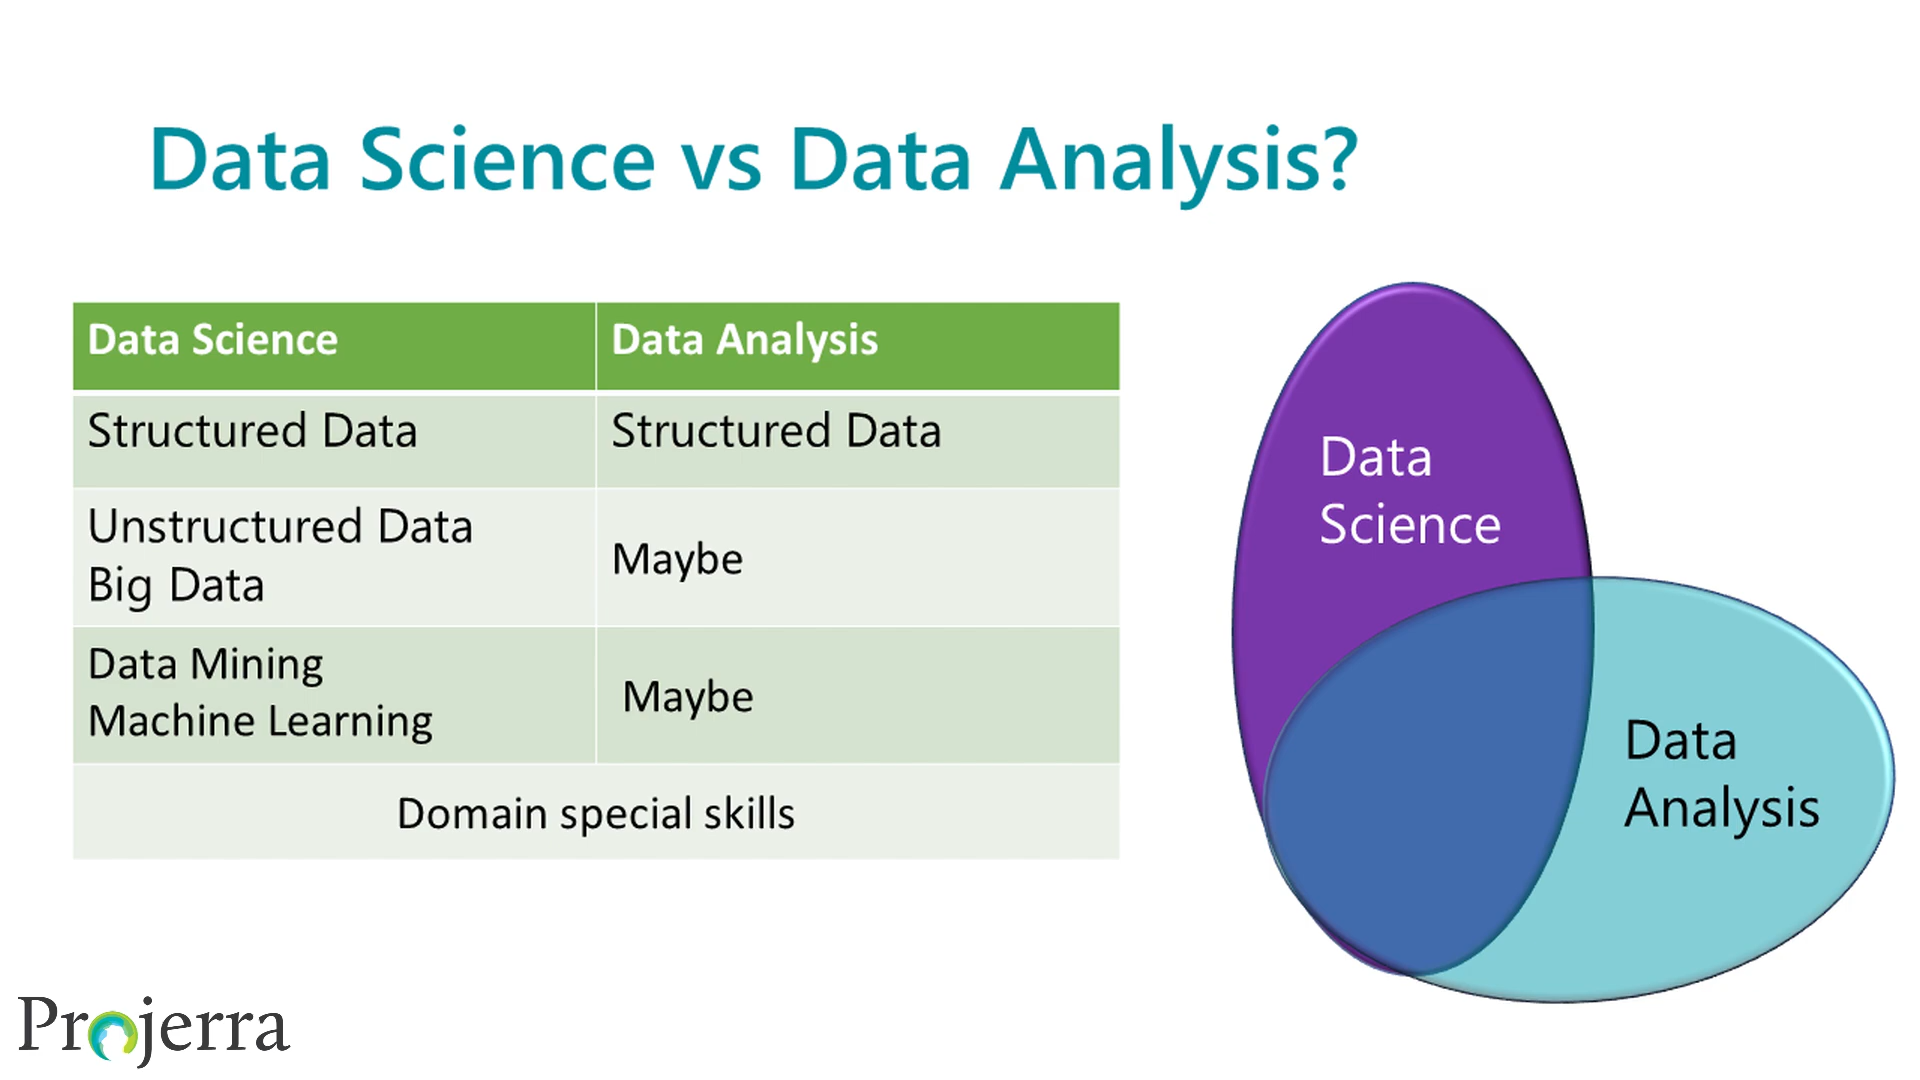 Data Science vs Data Analysis?
Data Science
Data Analysis
Structured Data
Structured Data
Unstructured Data
Big Data
Maybe
Data Mining
Machine Learning
Maybe
Domain special skills
Data
Science
Data
Analysis
Projerra